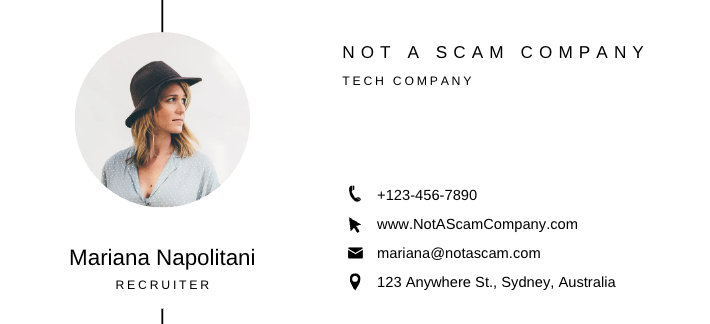 NOT A SCAM COMPANY
TECH COMPANY
+123-456-7890
www.NotAScamCompany.com
mariana@notascam.com
123 Anywhere St., Sydney, Australia
Mariana Napolitani
RECRUITER